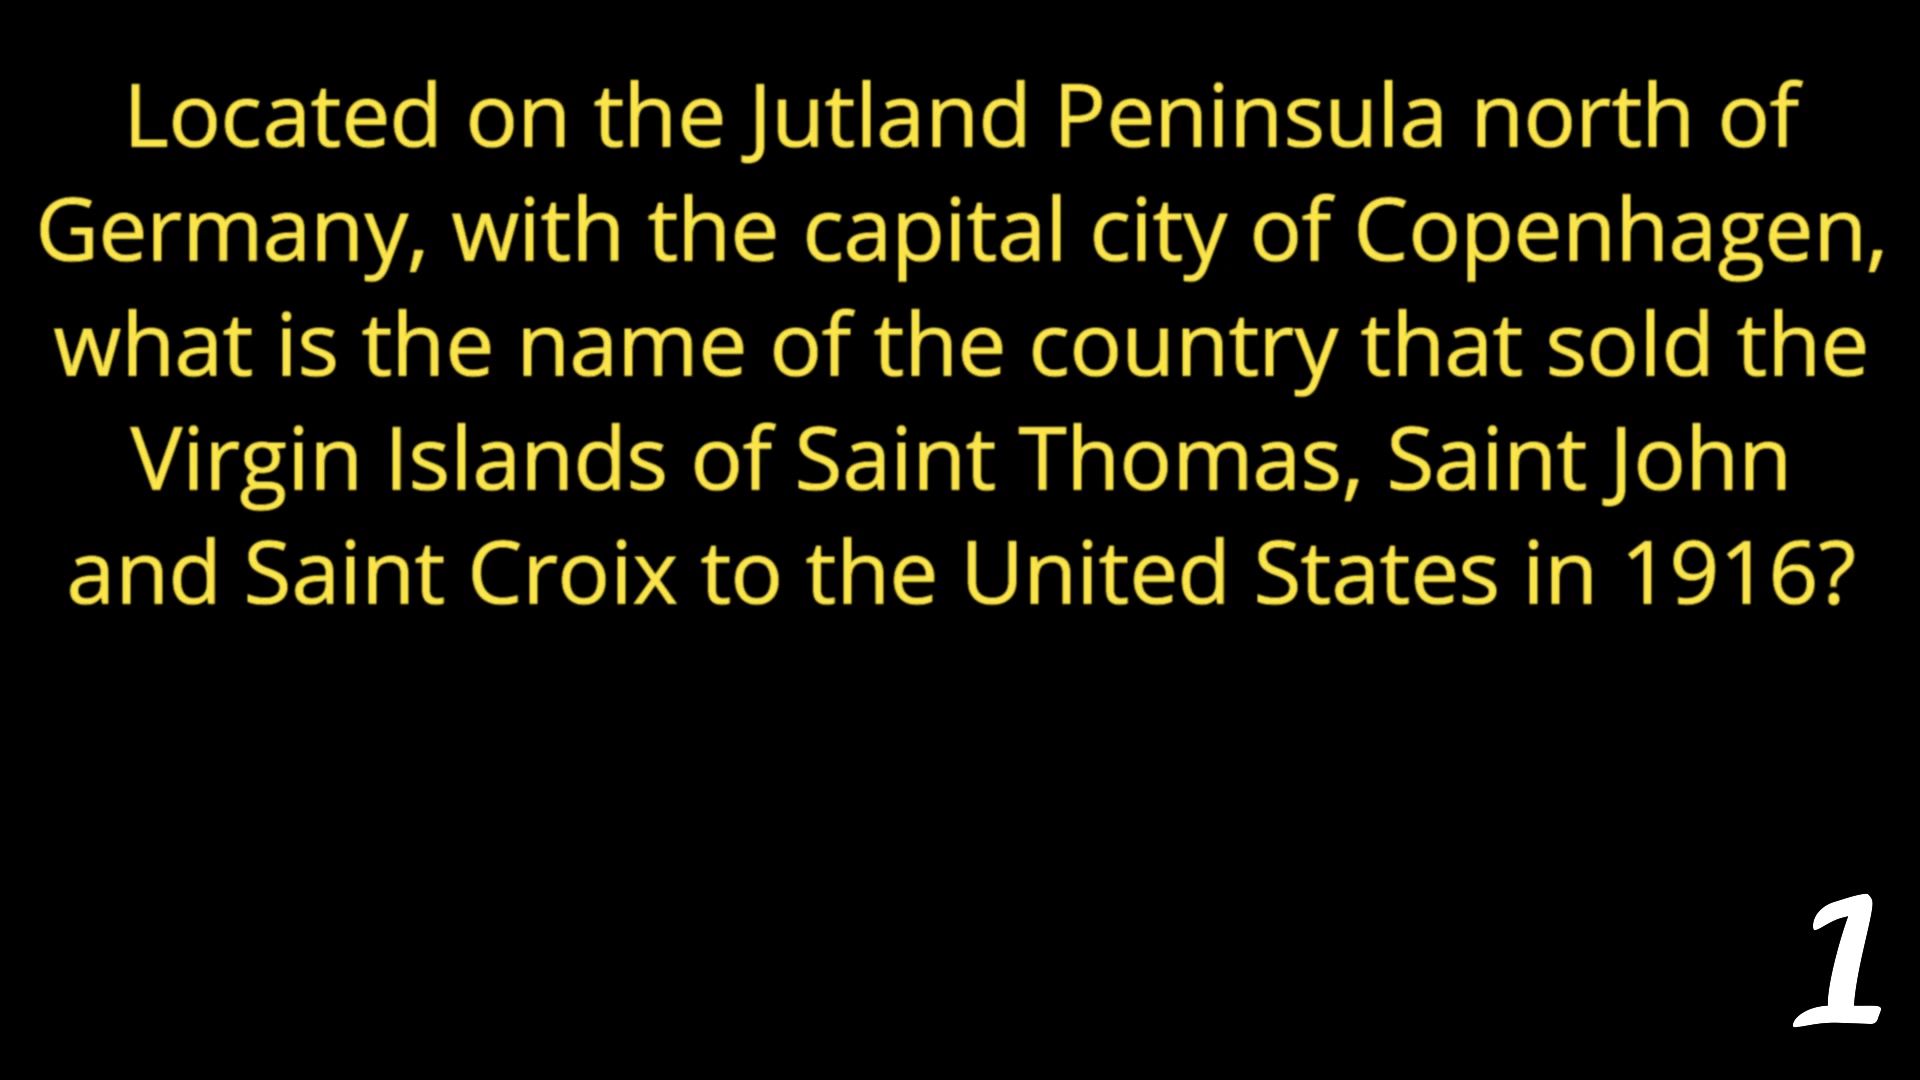 Located on the Jutland Peninsula north of
Germany, with the capital city of Copenhagen,
what is the name of the country that sold the
Virgin Islands of Saint Thomas, Saint John
and Saint Croix to the United States in 1916?
1